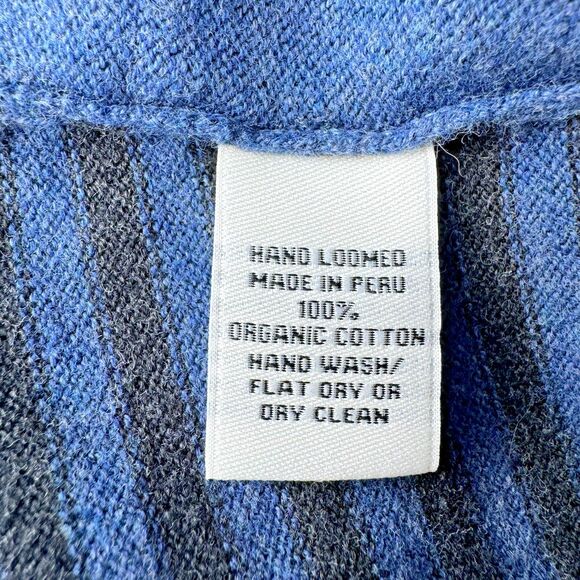 HAND LOOMED
MADE IN PERU
100%
ORGANIC COTTON
HAND WASH/
FLAT DRY OR
DRY CLEAN